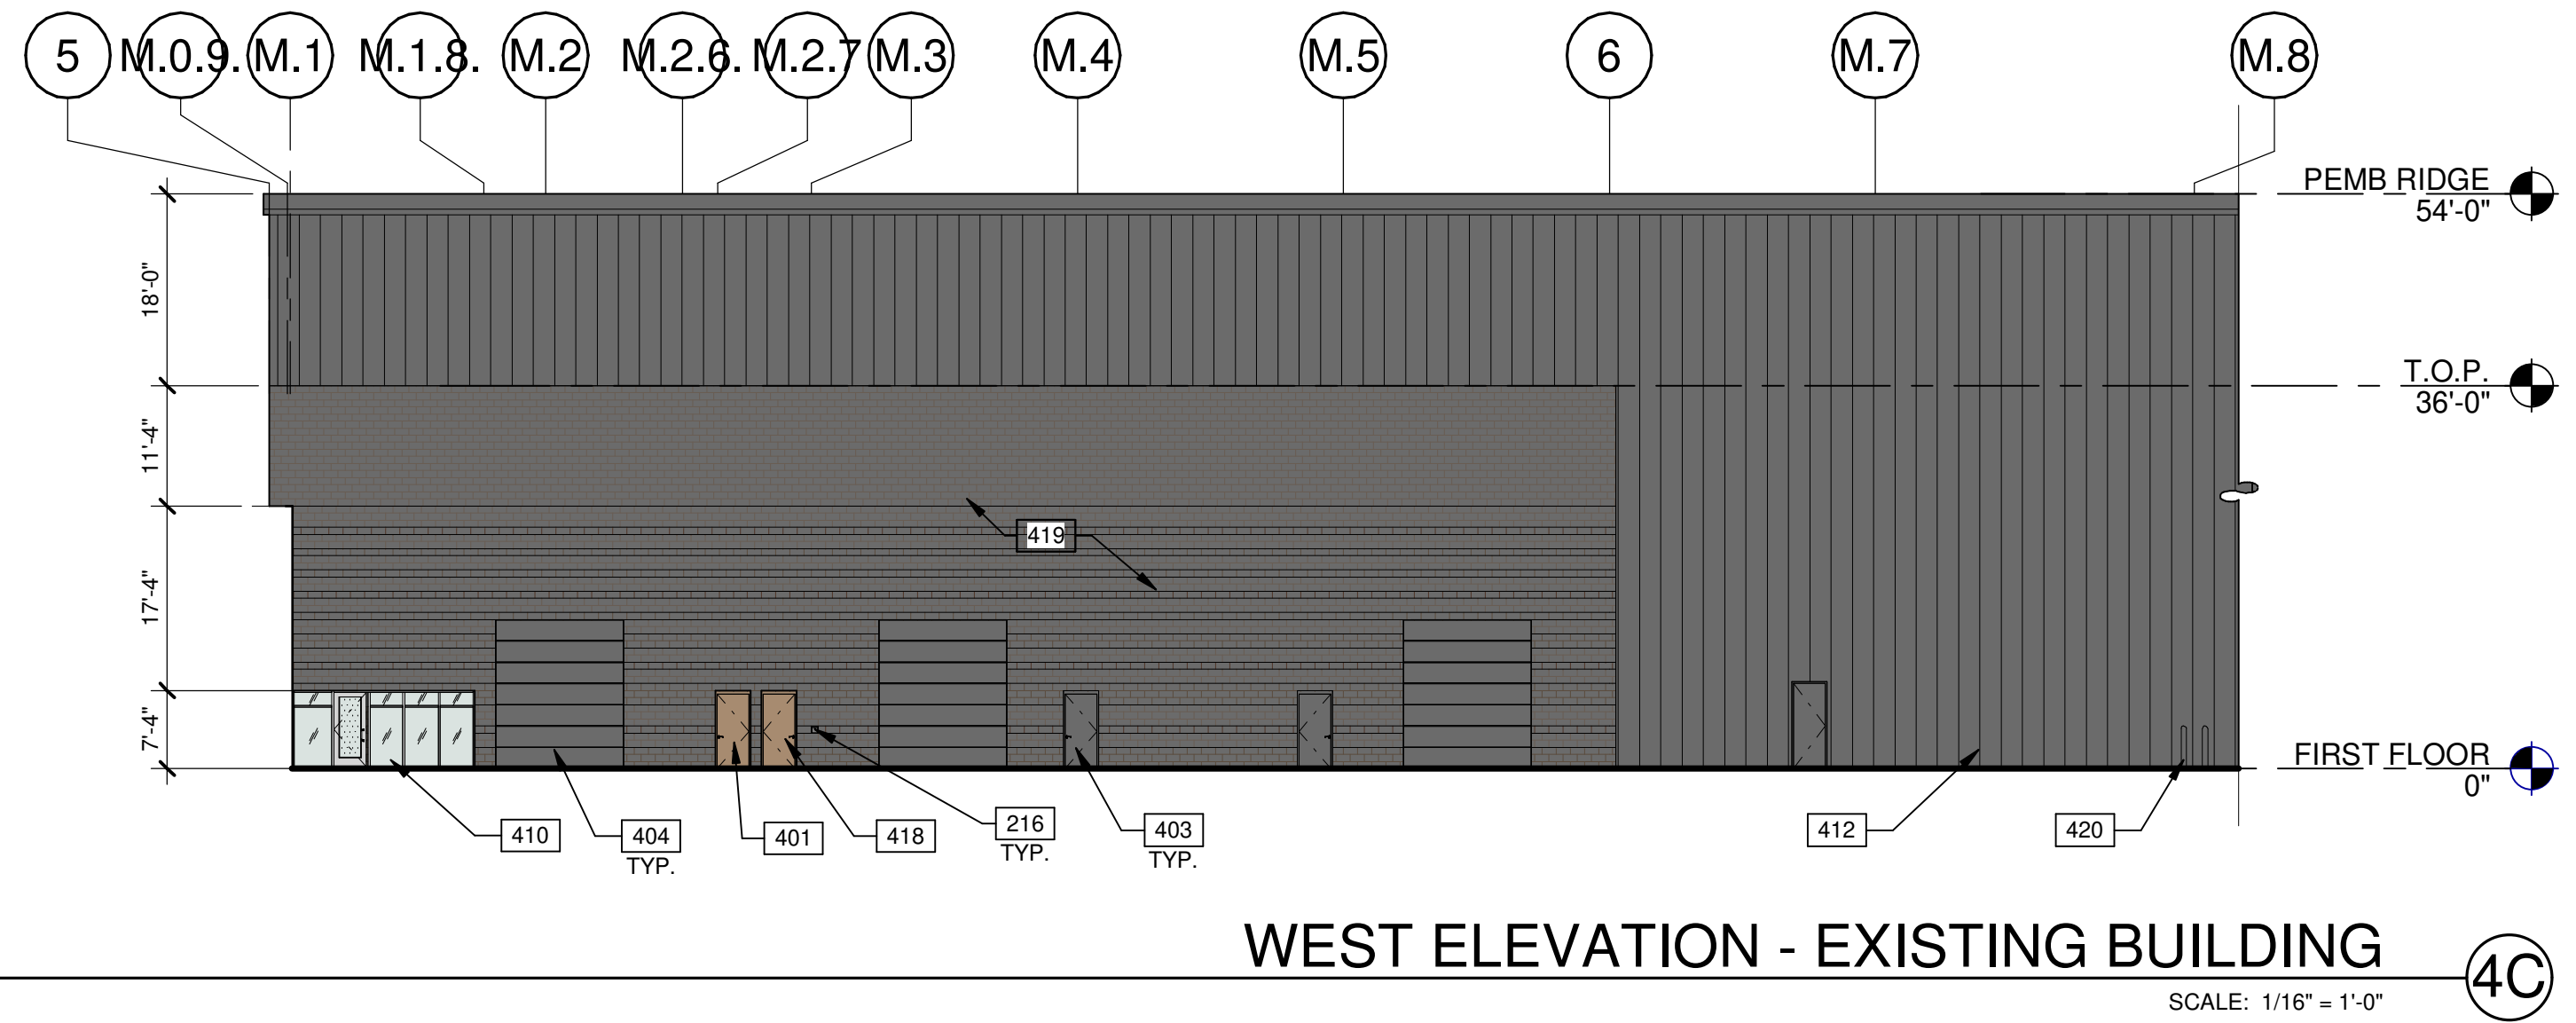 5 M.0.9. M.1 M.1.8. M.2 M.2.6. M.2.7 M.3 M.4 M.5 6 M.7 M.8
PEMB RIDGE
54'-0"
18'-0"
T.O.P.
36'-0"
11'-4"
419
17'-4"
7'-4"
FIRST FLOOR
0"
410
404
TYP.
401
418
216
TYP.
403
TYP.
412
420
WEST ELEVATION - EXISTING BUILDING
4C
SCALE: 1/16" = 1'-0"